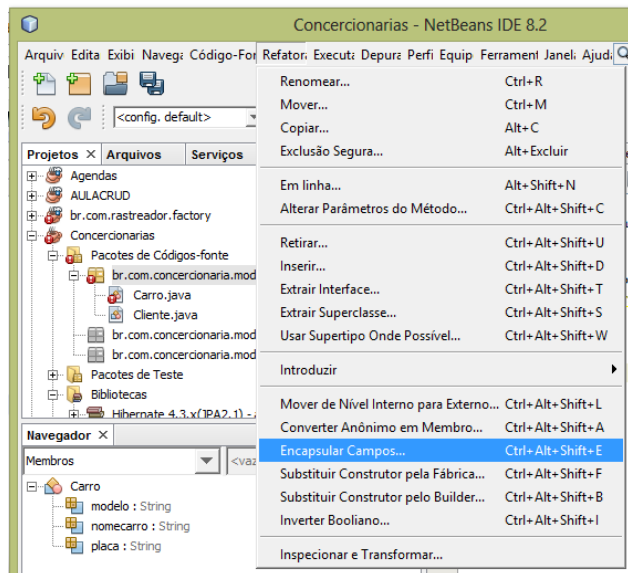 Concercionarias - NetBeans IDE 8.2
Arquiv Edita Exibi Navega Código-For Refator. Executa Depura Perfi Equip Ferrament Janela Ajuda
<config. default>
Projetos × Arquivos Serviços
Agendas
AULACRUD
br.com.rastreador.factory
Concercionarias
Pacotes de Códigos-fonte
br.com.concercionaria.mod
Carro.java
Cliente.java
br.com.concercionaria.mod
br.com.concercionaria.mod
Pacotes de Teste
Bibliotecas
Hibernate 4.3.x(JPA2.1) -
Navegador ×
Membros <vaz
Carro
modelo : String
nomecarro : String
placa : String
Renomear... Ctrl+R
Mover... Ctrl+M
Copiar... Alt+C
Exclusão Segura... Alt+Excluir
Em linha... Alt+Shift+N
Alterar Parâmetros do Método... Ctrl+Alt+Shift+C
Retirar... Ctrl+Alt+Shift+U
Inserir... Ctrl+Alt+Shift+D
Extrair Interface... Ctrl+Alt+Shift+T
Extrair Superclasse... Ctrl+Alt+Shift+S
Usar Supertipo Onde Possível... Ctrl+Alt+Shift+W
Introduzir
Mover de Nível Interno para Externo... Ctrl+Alt+Shift+L
Converter Anônimo em Membro... Ctrl+Alt+Shift+A
Encapsular Campos... Ctrl+Alt+Shift+E
Substituir Construtor pela Fábrica... Ctrl+Alt+Shift+F
Substituir Construtor pelo Builder... Ctrl+Alt+Shift+B
Inverter Booliano... Ctrl+Alt+Shift+I
Inspecionar e Transformar...